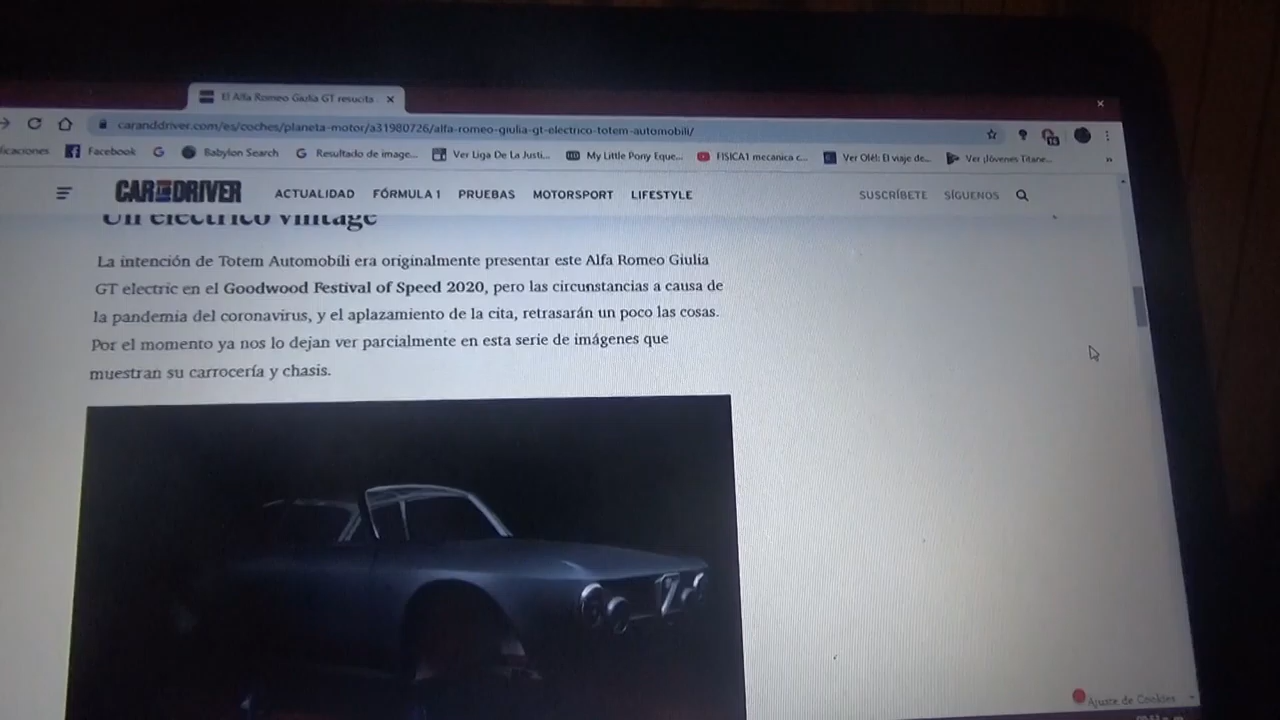 El Alfa Romeo Giulia GT resucita
caranddriver.com/es/coches/planeta-motor/a31980726/alfa-romeo-giulia-gt-electrico-totem-automobili/
licaciones Facebook Babylon Search Resultado de image... Ver Liga De La Justi... My Little Pony Eque... FISICA1 mecanica c... Ver Olé!: El viaje de... Ver ¡Jóvenes Titane... »
CAR AND DRIVER ACTUALIDAD FÓRMULA 1 PRUEBAS MOTORSPORT LIFESTYLE SUSCRÍBETE SÍGUENOS
Un eléctrico vintage
La intención de Totem Automobili era originalmente presentar este Alfa Romeo Giulia
GT electric en el Goodwood Festival of Speed 2020, pero las circunstancias a causa de
la pandemia del coronavirus, y el aplazamiento de la cita, retrasarán un poco las cosas.
Por el momento ya nos lo dejan ver parcialmente en esta serie de imágenes que
muestran su carrocería y chasis.
Ajuste de Cookies